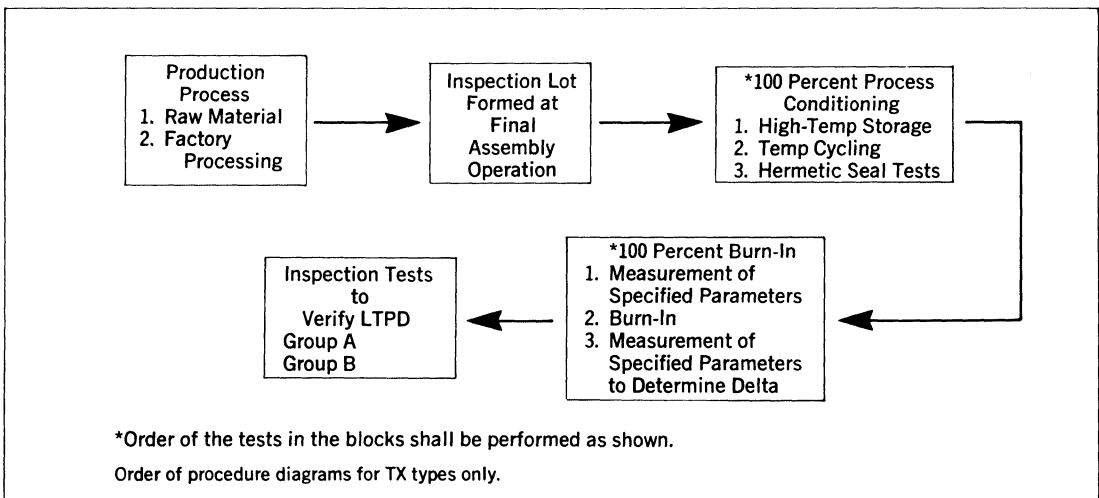 Production
Process
1. Raw Material
2. Factory
Processing
Inspection Lot
Formed at
Final
Assembly
Operation
*100 Percent Process
Conditioning
1. High-Temp Storage
2. Temp Cycling
3. Hermetic Seal Tests
*100 Percent Burn-In
1. Measurement of
Specified Parameters
2. Burn-In
3. Measurement of
Specified Parameters
to Determine Delta
Inspection Tests
to
Verify LTPD
Group A
Group B
*Order of the tests in the blocks shall be performed as shown.
Order of procedure diagrams for TX types only.